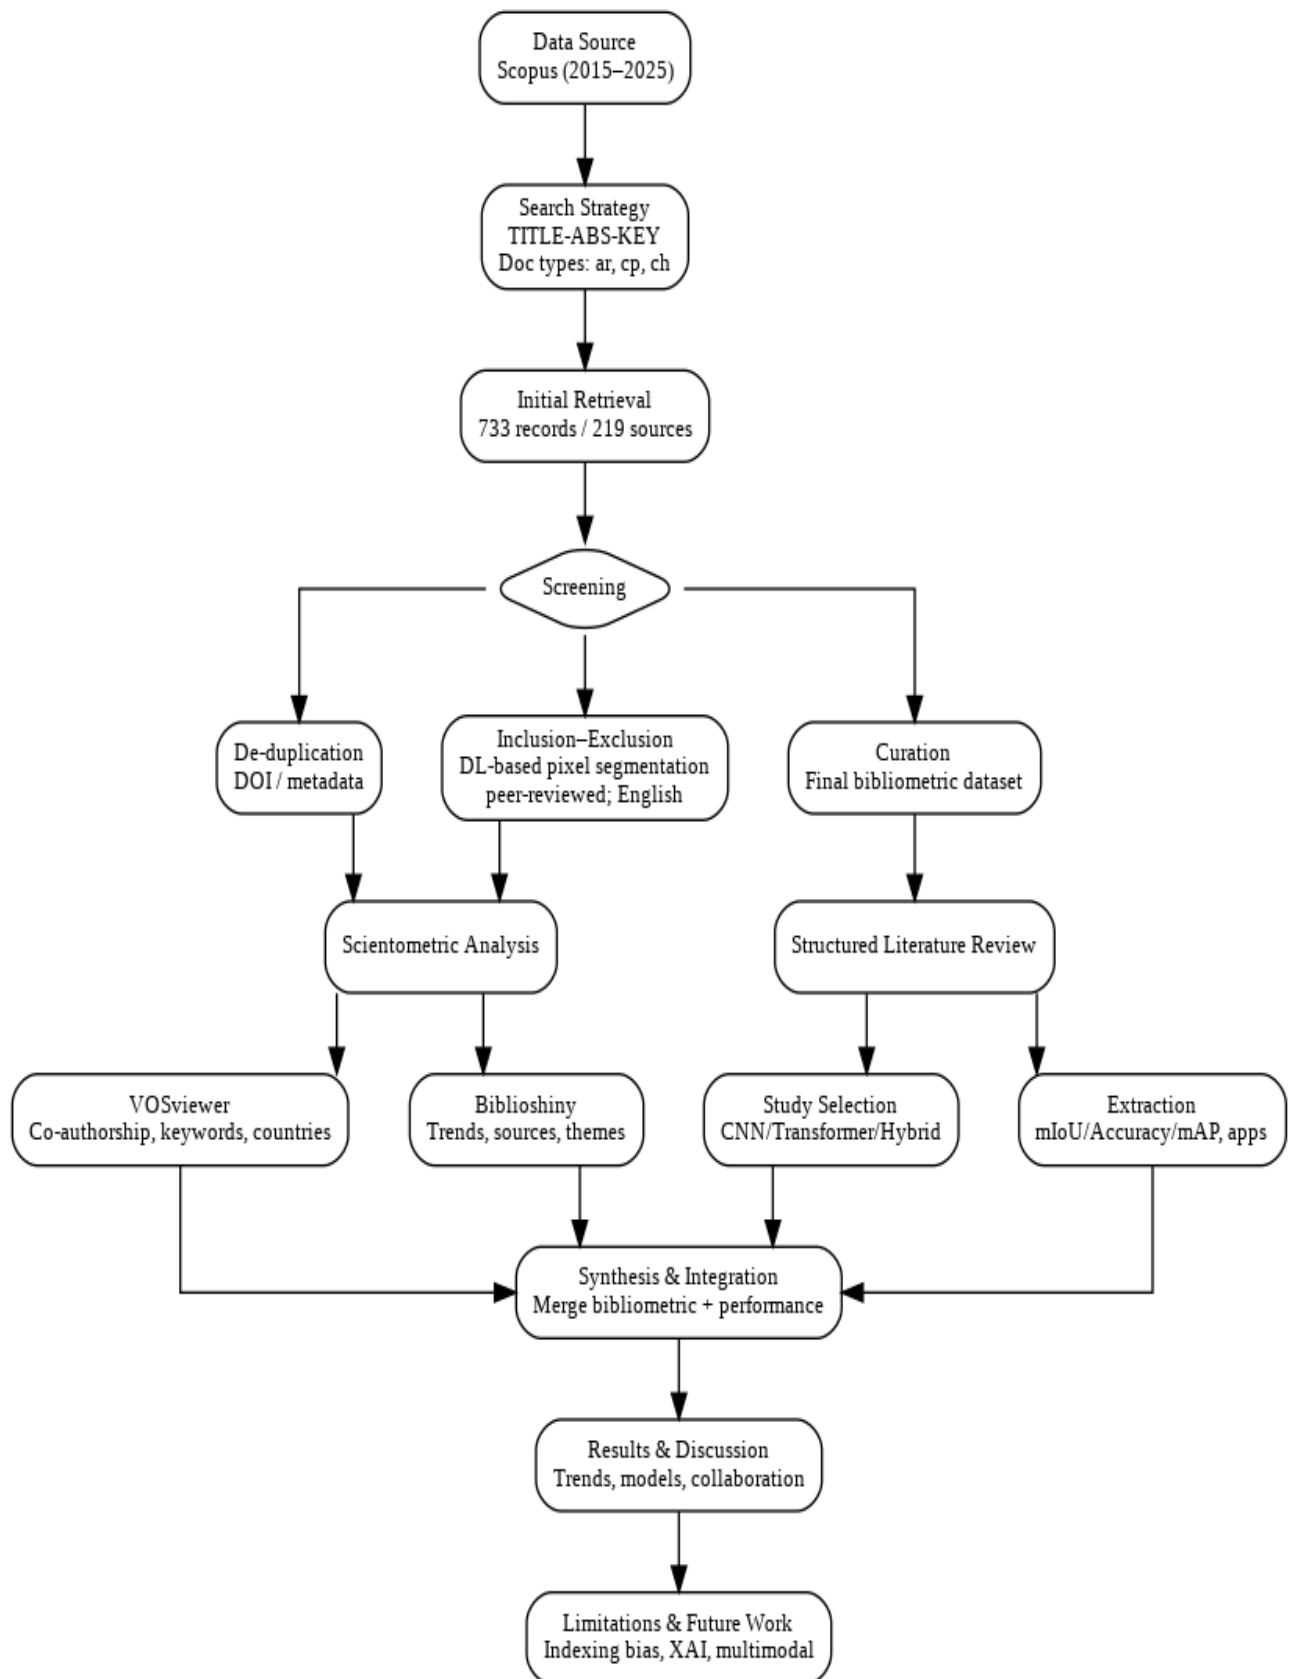 Data Source
Scopus (2015–2025)
Search Strategy
TITLE-ABS-KEY
Doc types: ar, cp, ch
Initial Retrieval
733 records / 219 sources
Screening
De-duplication
DOI / metadata
Inclusion–Exclusion
DL-based pixel segmentation
peer-reviewed; English
Curation
Final bibliometric dataset
Scientometric Analysis
Structured Literature Review
VOSviewer
Co-authorship, keywords, countries
Biblioshiny
Trends, sources, themes
Study Selection
CNN/Transformer/Hybrid
Extraction
mIoU/Accuracy/mAP, apps
Synthesis & Integration
Merge bibliometric + performance
Results & Discussion
Trends, models, collaboration
Limitations & Future Work
Indexing bias, XAI, multimodal